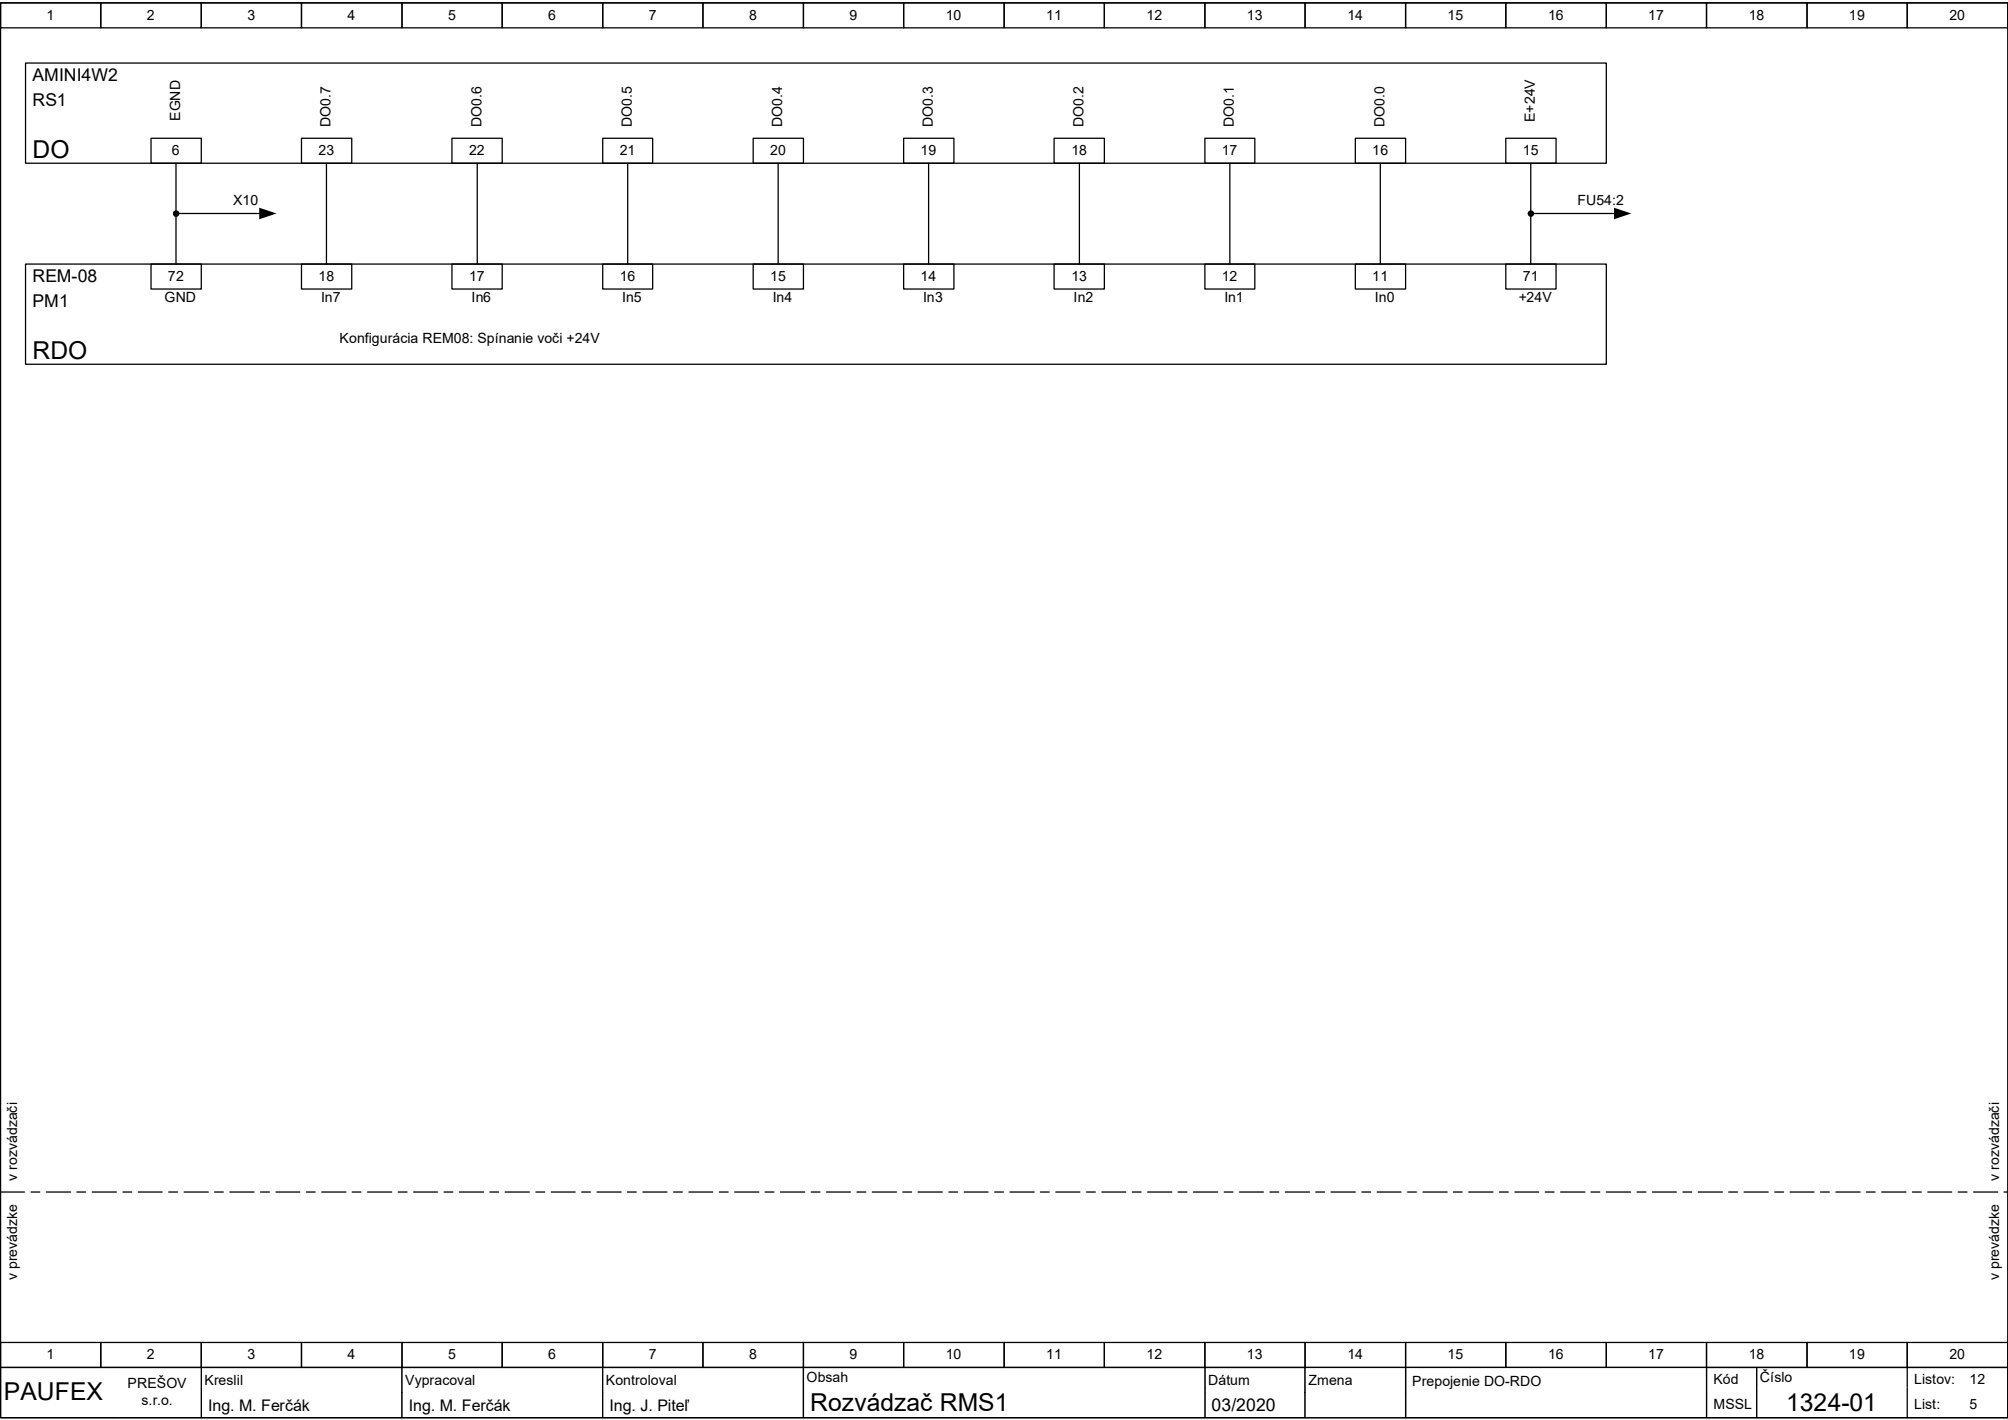 1 2 3 4 5 6 7 8 9 10 11 12 13 14 15 16 17 18 19 20
AMINI4W2
RS1
DO
EGND DO0.7 DO0.6 DO0.5 DO0.4 DO0.3 DO0.2 DO0.1 DO0.0 E+24V
6 23 22 21 20 19 18 17 16 15
X10 FU54:2
REM-08
PM1
RDO
72 18 17 16 15 14 13 12 11 71
GND In7 In6 In5 In4 In3 In2 In1 In0 +24V
Konfigurácia REM08: Spínanie voči +24V
v rozvádzači v rozvádzači
v prevádzke v prevádzke
1 2 3 4 5 6 7 8 9 10 11 12 13 14 15 16 17 18 19 20
PAUFEX
PREŠOV
s.r.o.
Kreslil
Ing. M. Ferčák
Vypracoval
Ing. M. Ferčák
Kontroloval
Ing. J. Piteľ
Obsah
Rozvádzač RMS1
Dátum
03/2020
Zmena
Prepojenie DO-RDO
Kód
MSSL
Číslo
1324-01
Listov: 12
List: 5